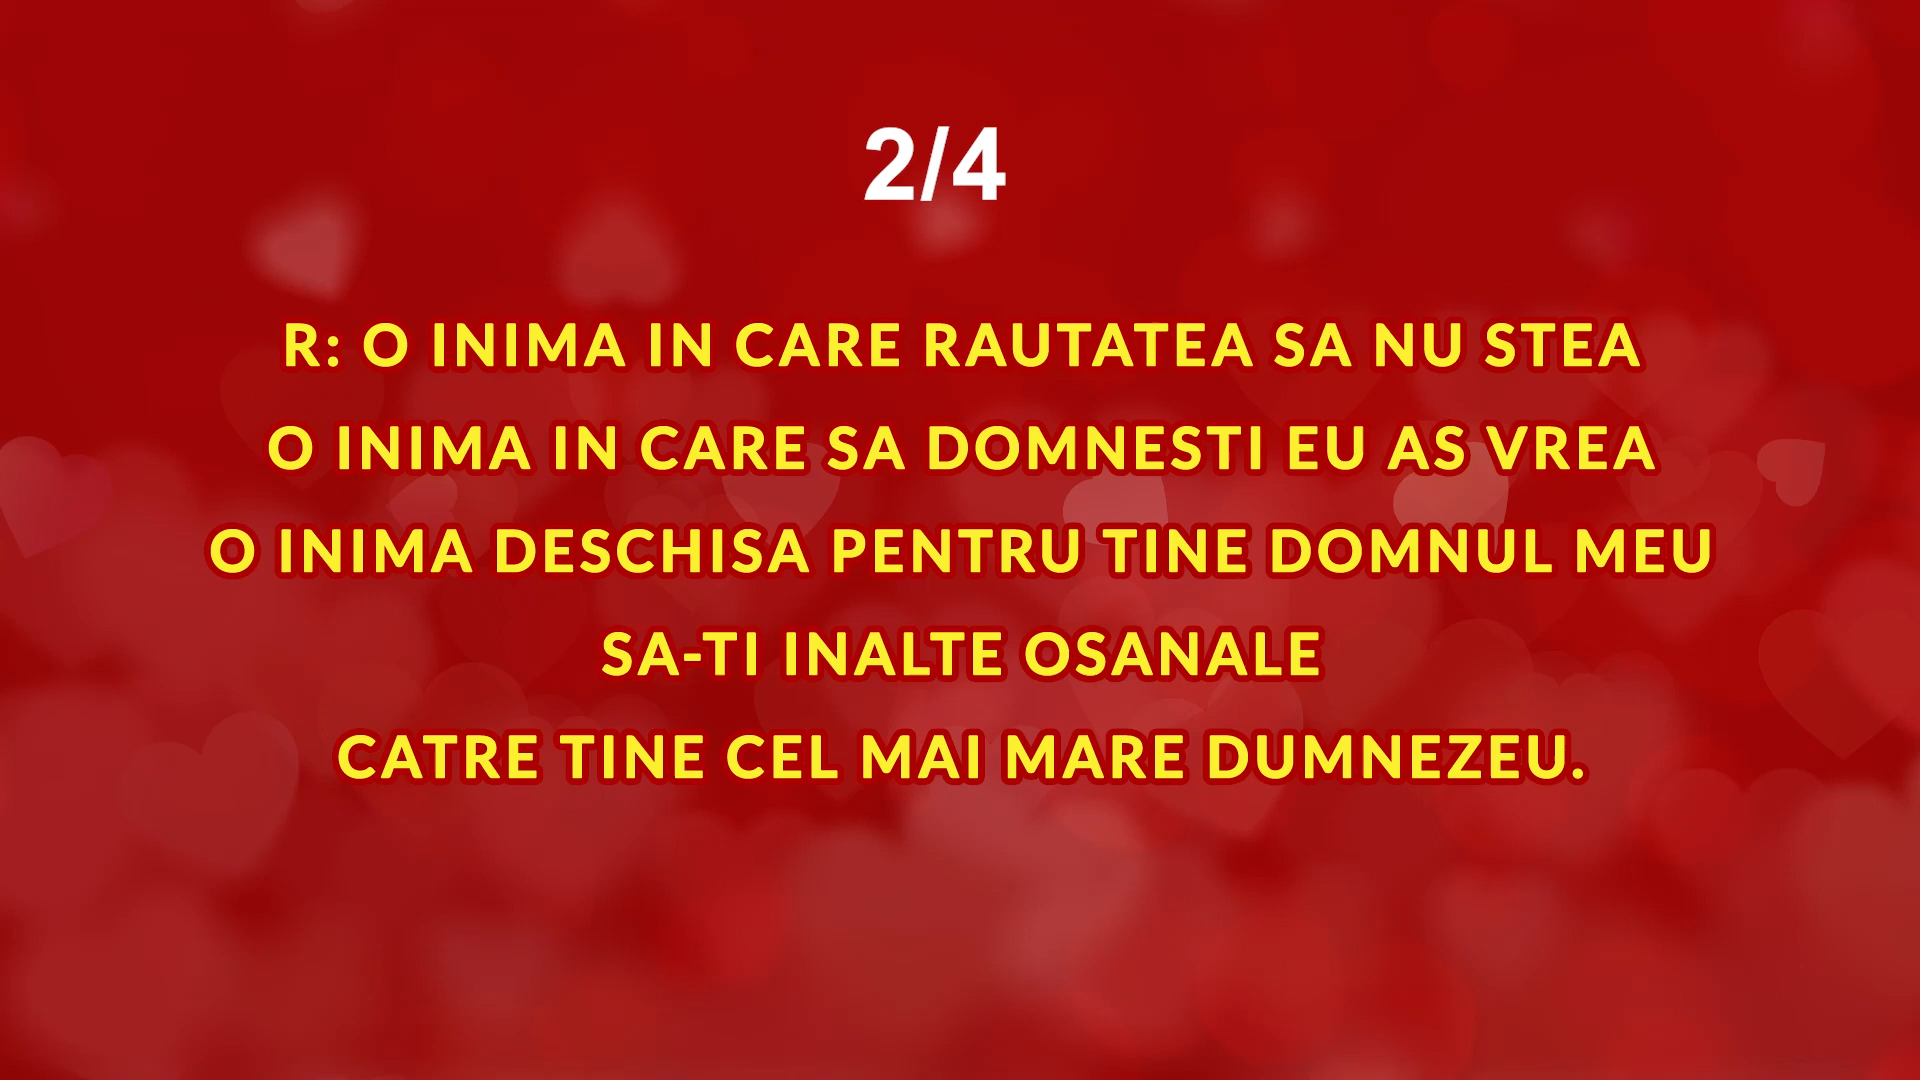 2/4
R: O INIMA IN CARE RAUTATEA SA NU STEA
O INIMA IN CARE SA DOMNESTI EU AS VREA
O INIMA DESCHISA PENTRU TINE DOMNUL MEU
SA-TI INALTE OSANALE
CATRE TINE CEL MAI MARE DUMNEZEU.